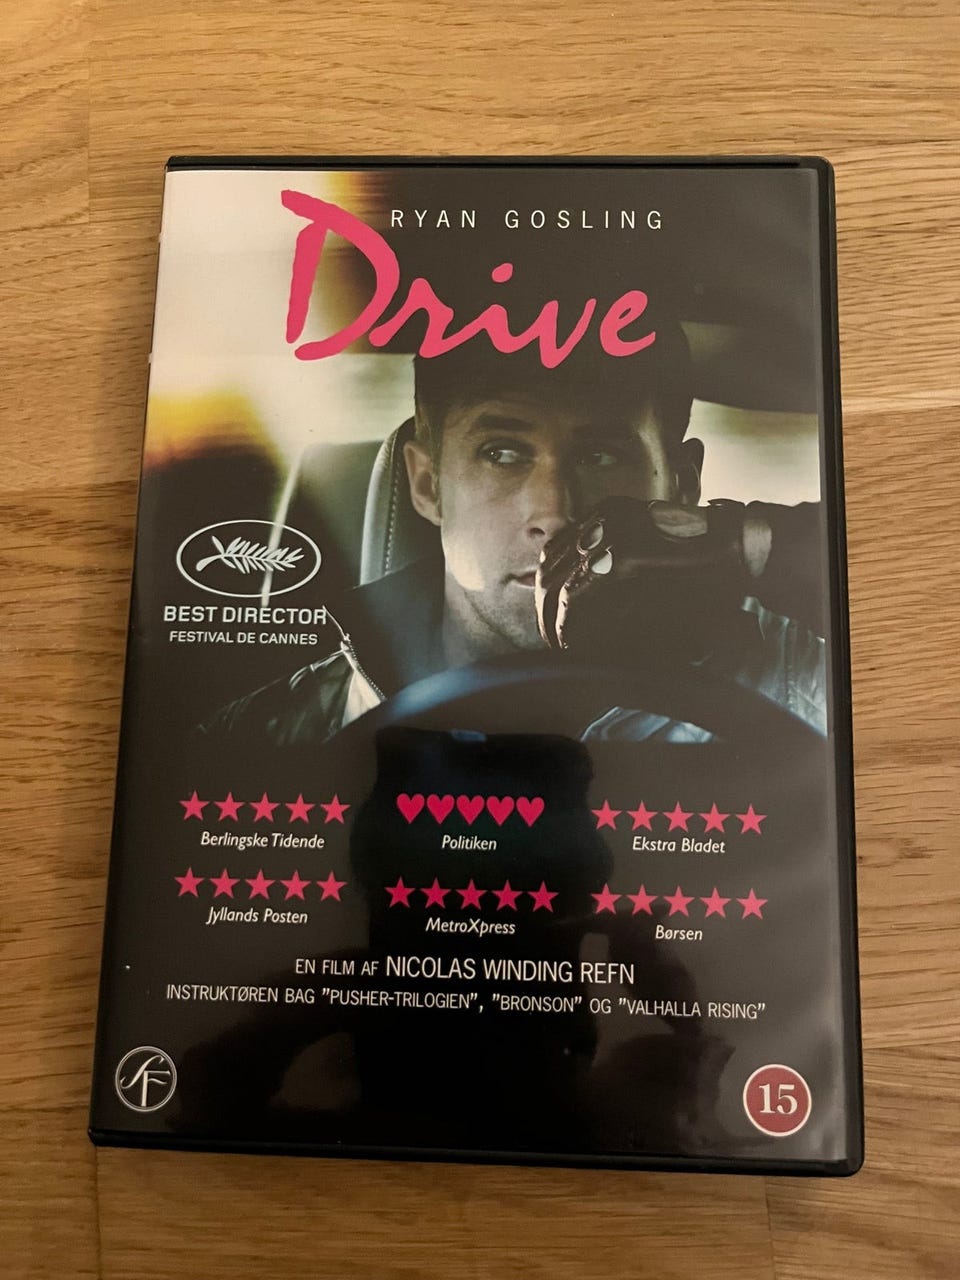 RYAN GOSLING
Drive
BEST DIRECTOR
FESTIVAL DE CANNES
Berlingske Tidende
Politiken
Ekstra Bladet
Jyllands Posten
MetroXpress
Børsen
EN FILM AF NICOLAS WINDING REFN
INSTRUKTØREN BAG "PUSHER-TRILOGIEN", "BRONSON" OG "VALHALLA RISING"
SF
15